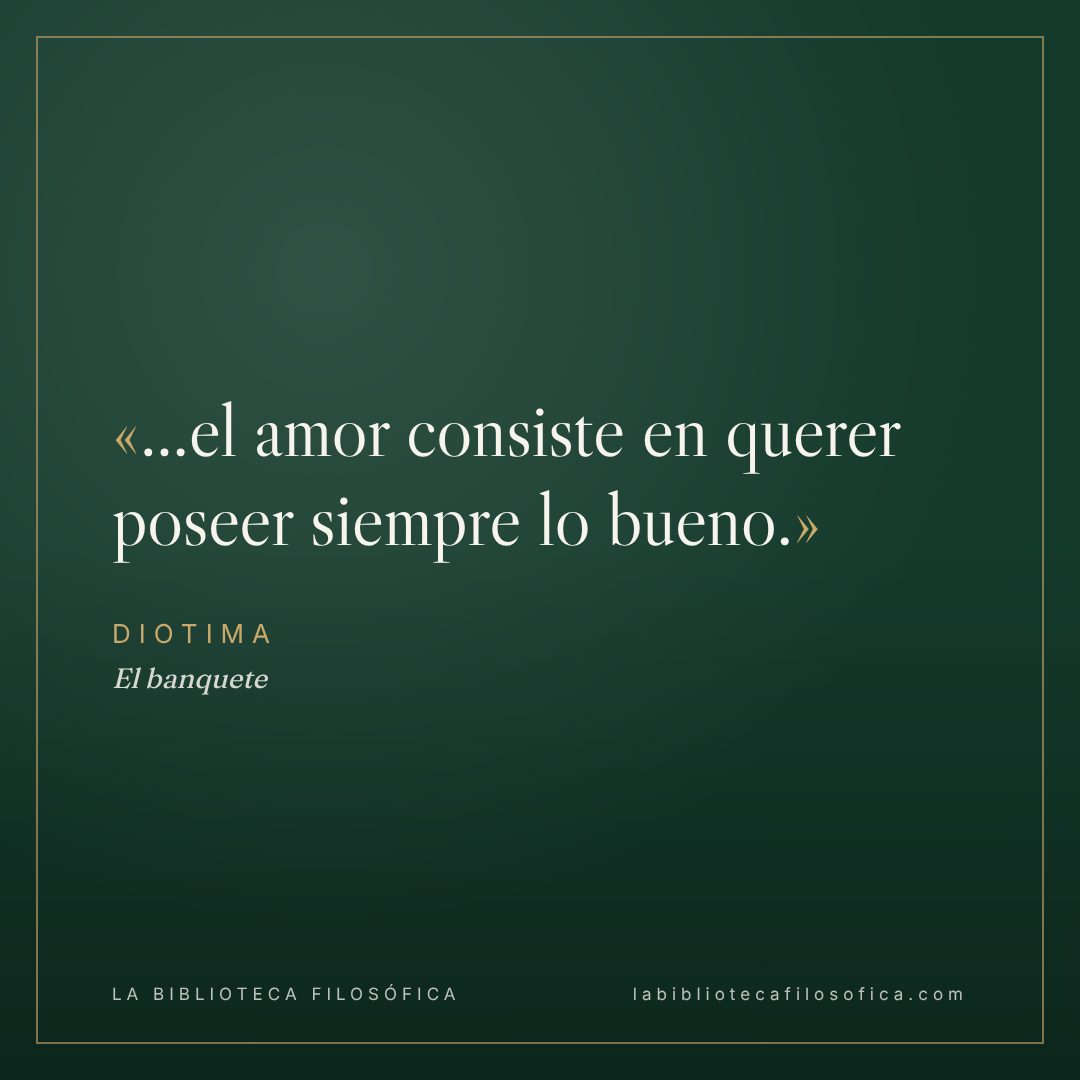 «...el amor consiste en querer
poseer siempre lo bueno.»
DIOTIMA
El banquete
LA BIBLIOTECA FILOSÓFICA
labibliotecafilosofica.com